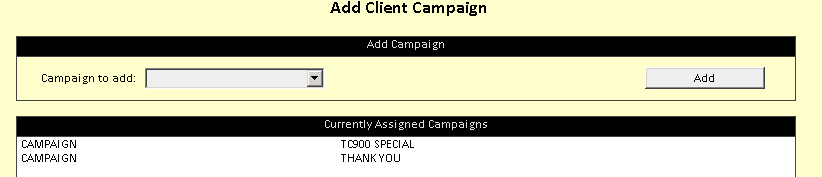 Add Client Campaign
Add Campaign
Campaign to add: Add
Currently Assigned Campaigns
CAMPAIGN TC900 SPECIAL
CAMPAIGN THANK YOU